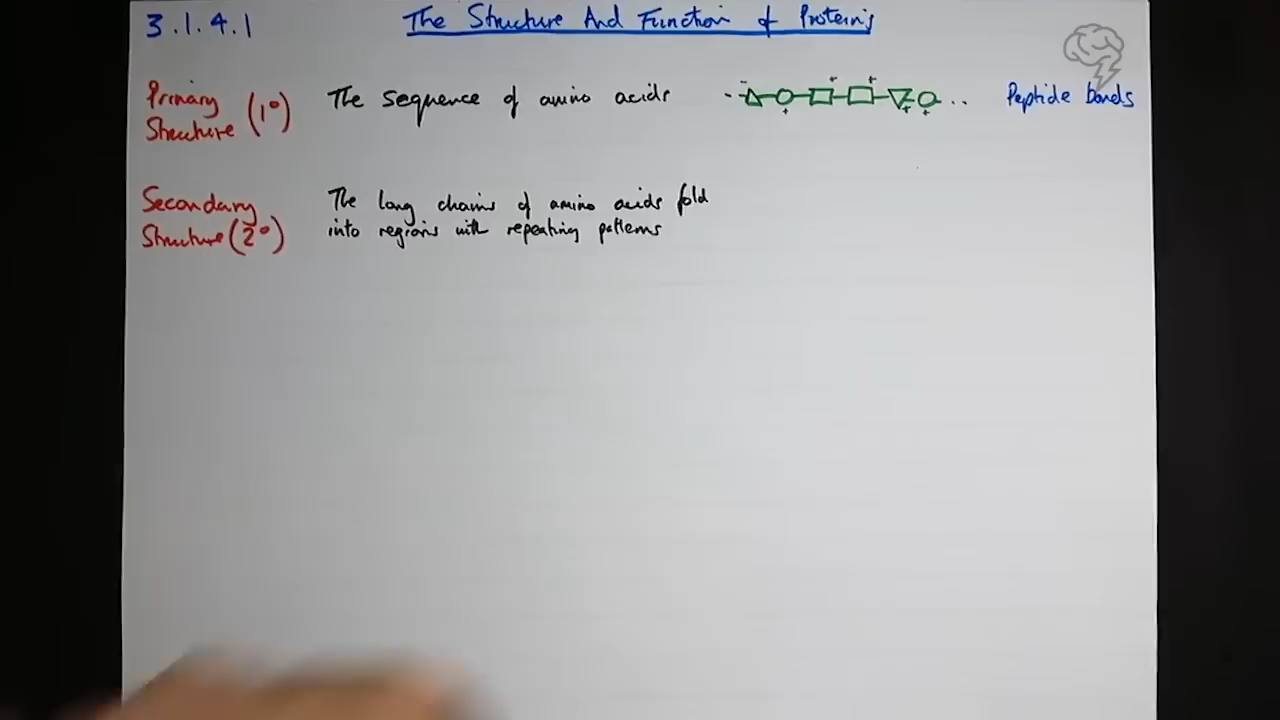 3.1.4.1 The Structure And Function of Proteins
Primary Structure (1°) The sequence of amino acids Peptide bonds
Secondary Structure (2°) The long chains of amino acids fold
into regions with repeating patterns